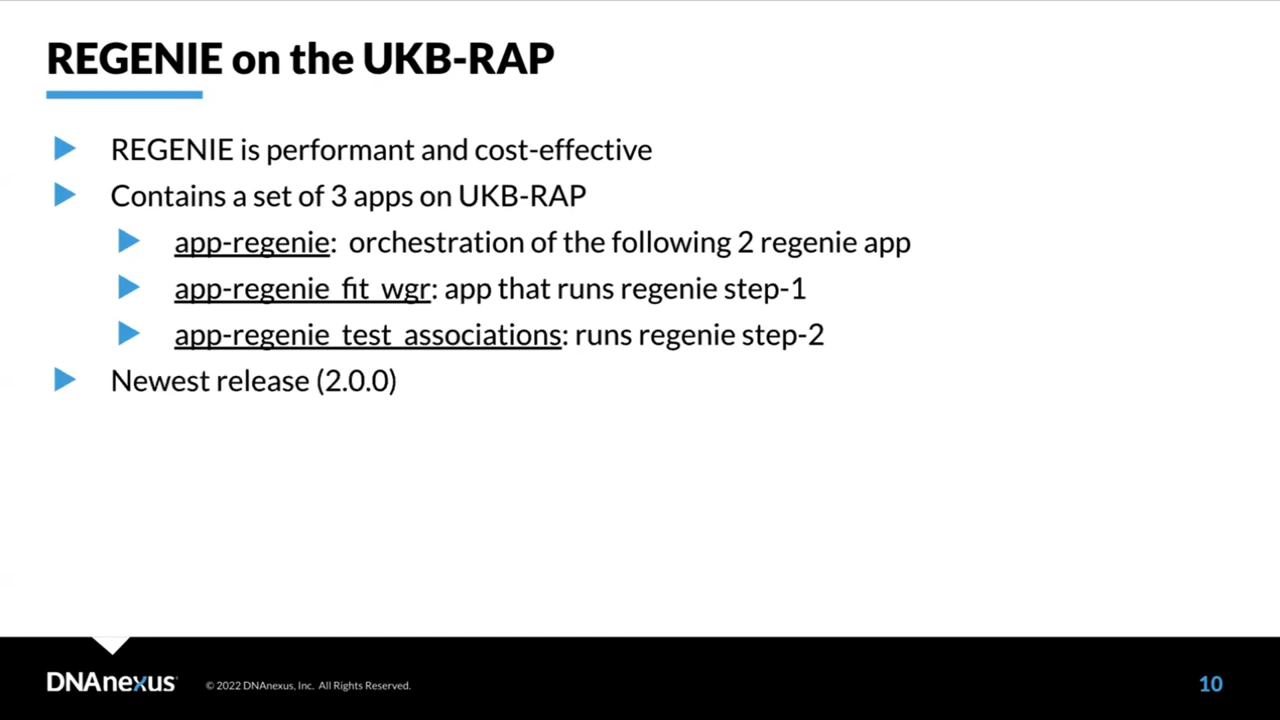 REGENIE on the UKB-RAP
REGENIE is performant and cost-effective
Contains a set of 3 apps on UKB-RAP
app-regenie: orchestration of the following 2 regenie app
app-regenie_fit_wgr: app that runs regenie step-1
app-regenie_test_associations: runs regenie step-2
Newest release (2.0.0)
DNAnexus
© 2022 DNAnexus, Inc. All Rights Reserved.
10